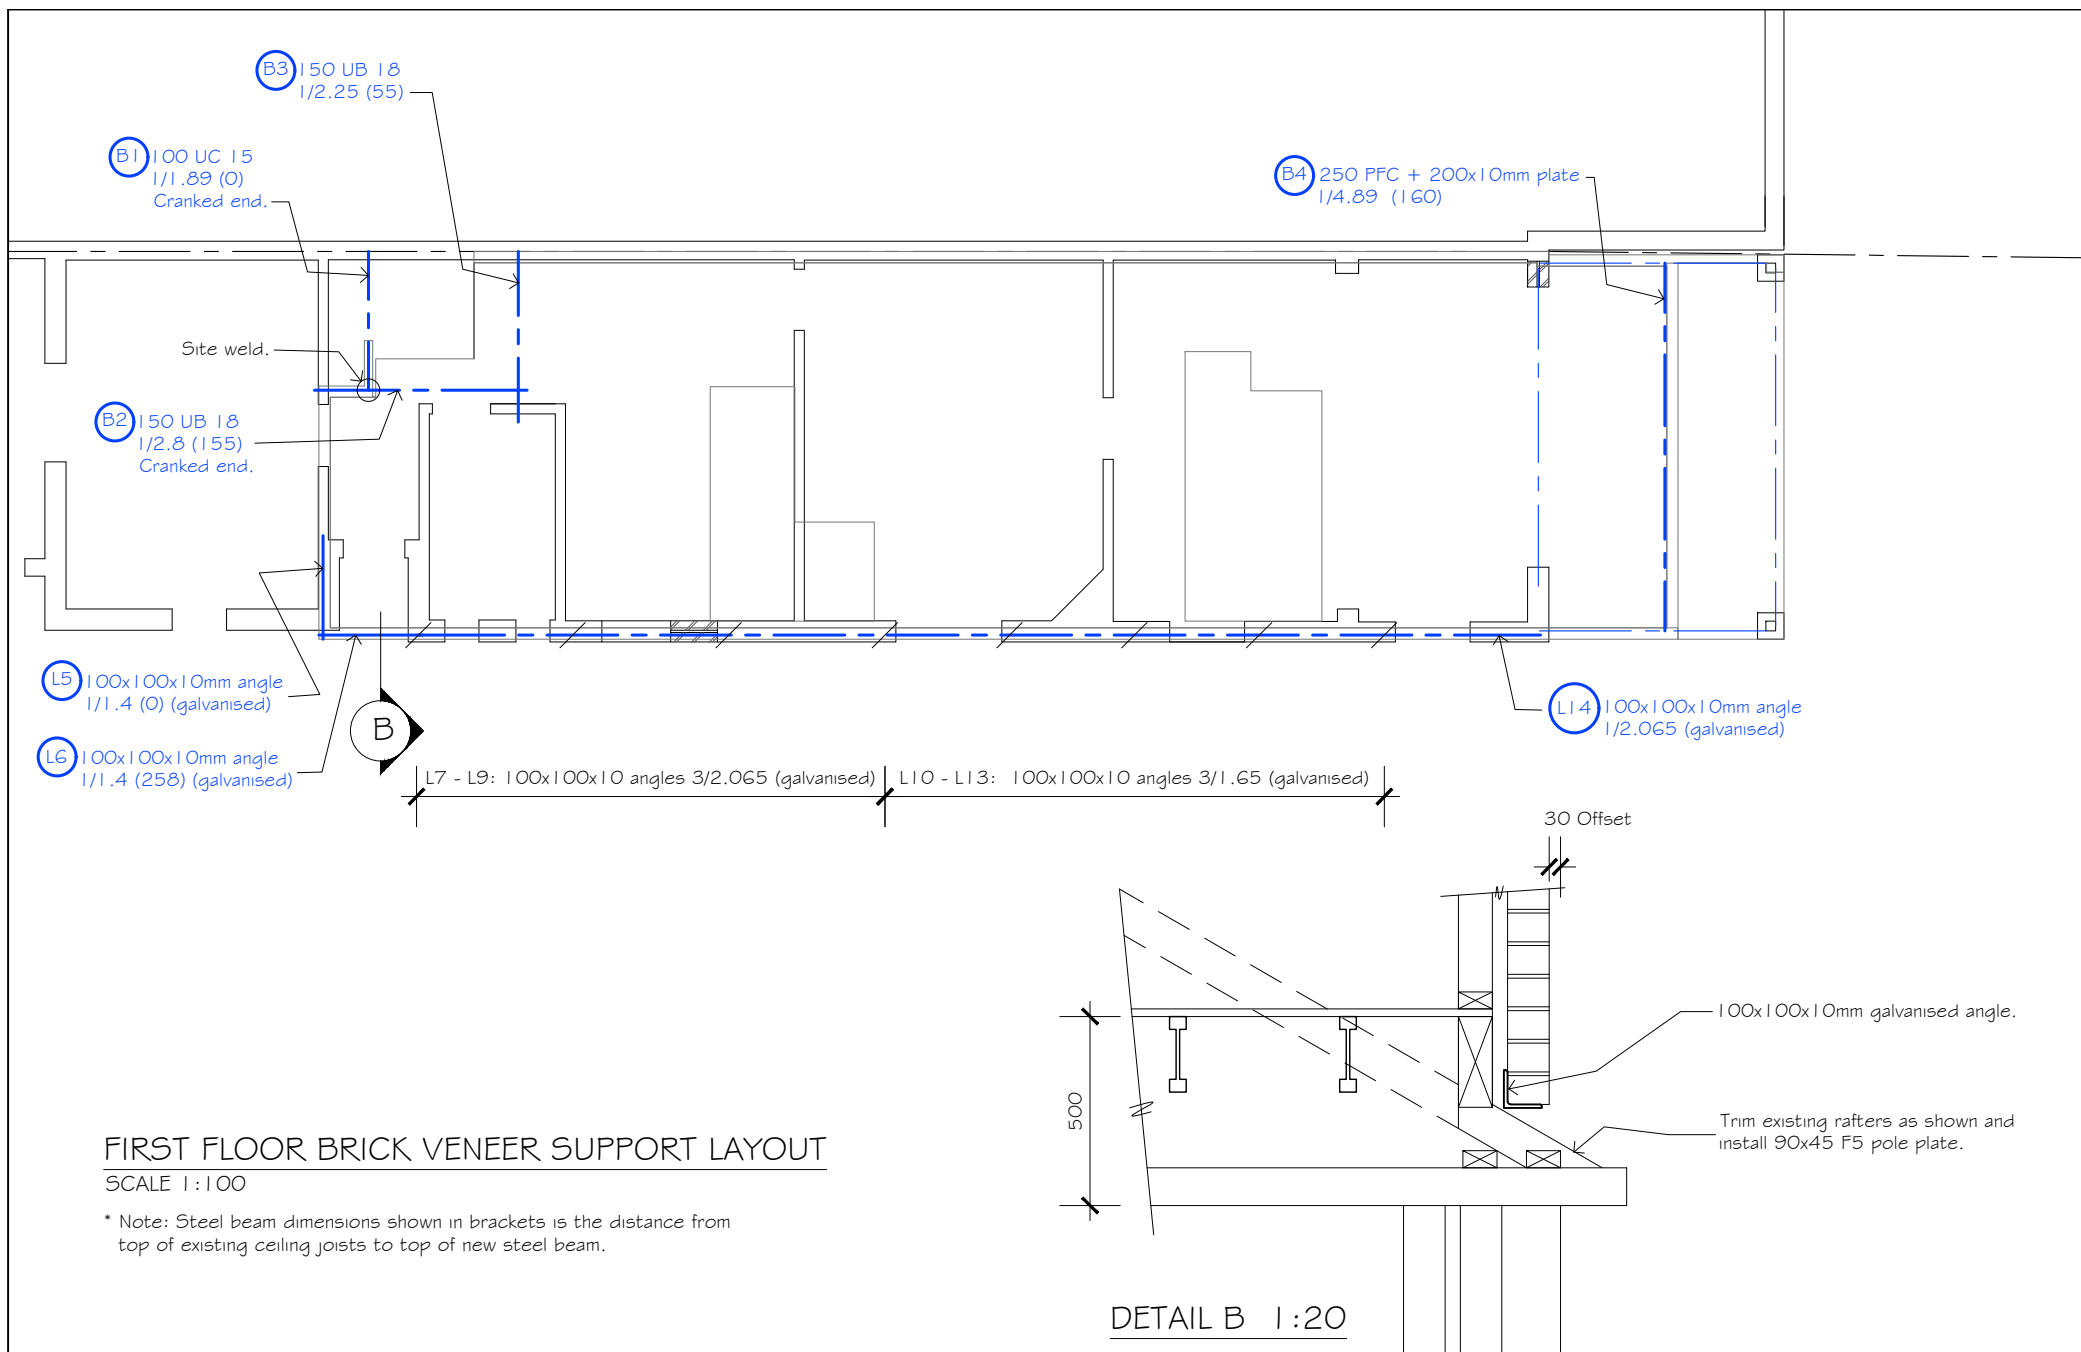 B3 150 UB 18
1/2.25 (55)
B1 100 UC 15
1/1.89 (0)
Cranked end.
B4 250 PFC + 200x10mm plate
1/4.89 (160)
Site weld.
B2 150 UB 18
1/2.8 (155)
Cranked end.
L5 100x100x10mm angle
1/1.4 (0) (galvanised)
L6 100x100x10mm angle
1/1.4 (258) (galvanised)
B
L14 100x100x10mm angle
1/2.065 (galvanised)
L7 - L9: 100x100x10 angles 3/2.065 (galvanised)
L10 - L13: 100x100x10 angles 3/1.65 (galvanised)
30 Offset
100x100x10mm galvanised angle.
500
Trim existing rafters as shown and
install 90x45 F5 pole plate.
FIRST FLOOR BRICK VENEER SUPPORT LAYOUT
SCALE 1:100
* Note: Steel beam dimensions shown in brackets is the distance from
top of existing ceiling joists to top of new steel beam.
DETAIL B 1:20